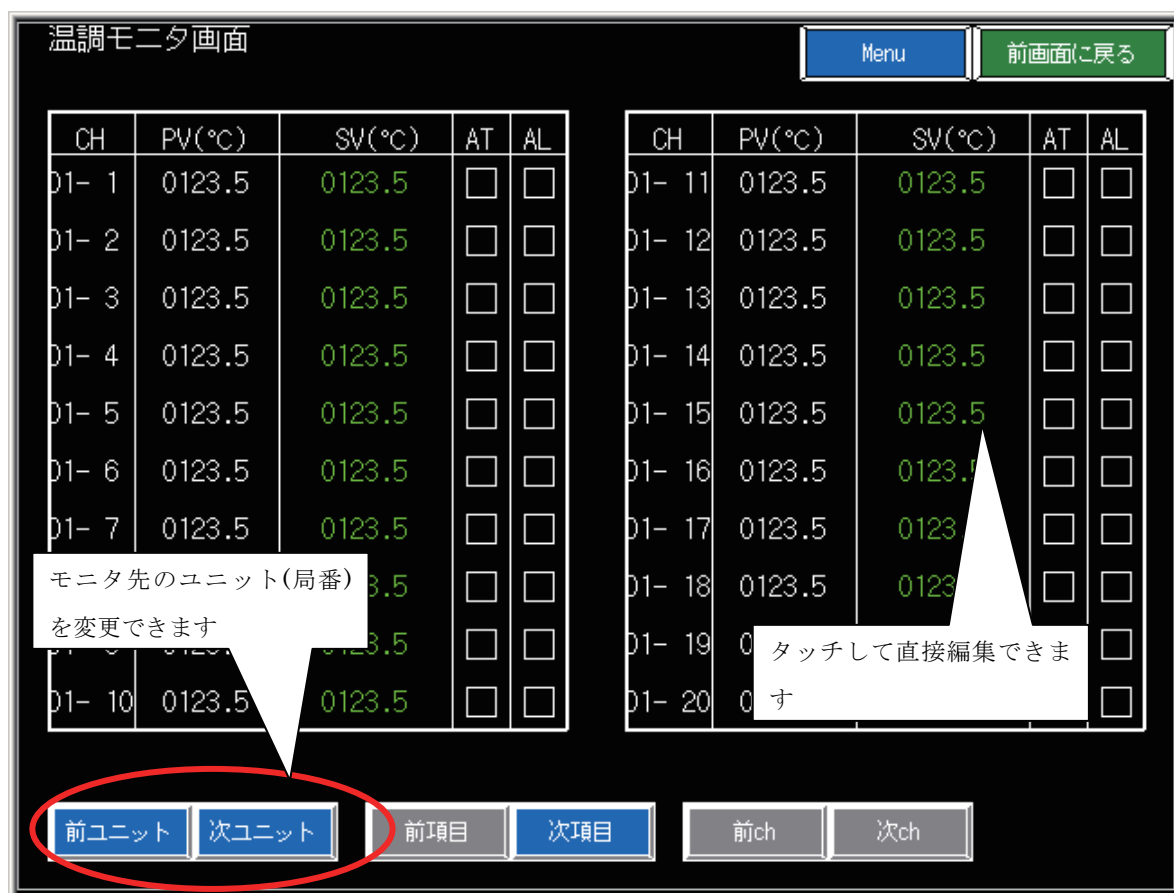 温調モニタ画面
Menu 前画面に戻る
CH PV(℃) SV(℃) AT AL CH PV(℃) SV(℃) AT AL
01- 1 0123.5 0123.5 01- 11 0123.5 0123.5
01- 2 0123.5 0123.5 01- 12 0123.5 0123.5
01- 3 0123.5 0123.5 01- 13 0123.5 0123.5
01- 4 0123.5 0123.5 01- 14 0123.5 0123.5
01- 5 0123.5 0123.5 01- 15 0123.5 0123.5
01- 6 0123.5 0123.5 01- 16 0123.5 0123.
01- 7 0123.5 0123.5 01- 17 0123.5 0123
モニタ先のユニット(局番)
を変更できます
3.5 01- 18 0123.5 0123
3.5 01- 19 0
タッチして直接編集できま
す
01- 10 0123.5 0123.5 01- 20 0
前ユニット 次ユニット 前項目 次項目 前ch 次ch